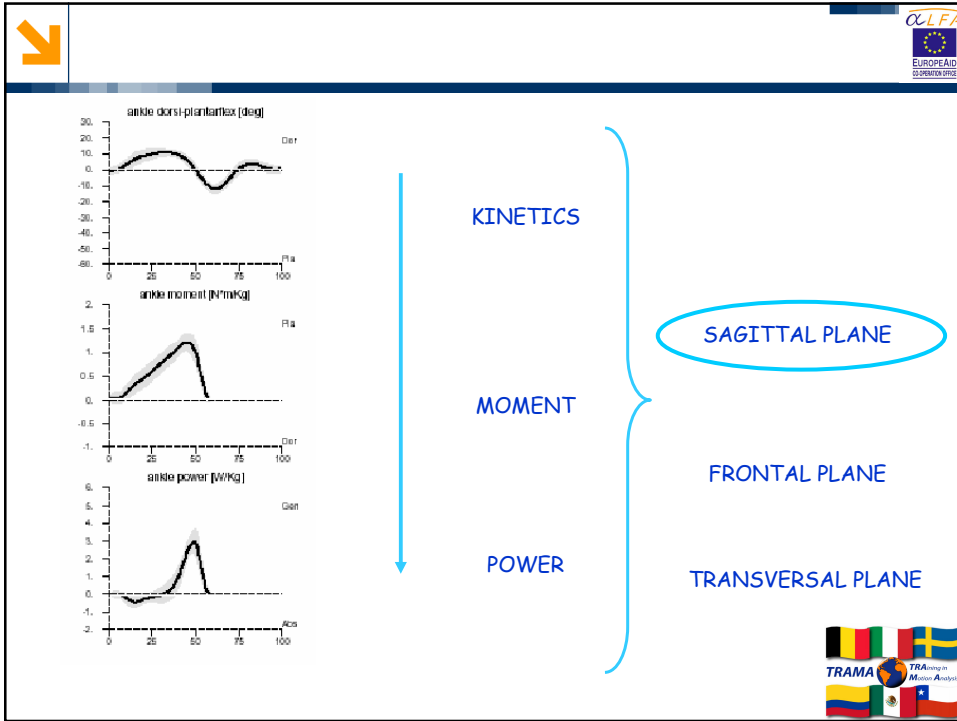 αLFA
EUROPEAID
CO-OPERATION OFFICE
ankle dorsi-plantarflex [deg]
30.
20.
10.
0.
-10.
-20.
-30.
-40.
-50.
-60.
Dor
Pla
0 25 50 75 100
ankle moment [N*m/Kg]
2.
1.5
1.
0.5
0.
-0.5
-1.
Pla
Dor
0 25 50 75 100
ankle power [W/Kg]
6.
5.
4.
3.
2.
1.
0.
-1.
-2.
Gen
Abs
0 25 50 75 100
KINETICS
MOMENT
POWER
SAGITTAL PLANE
FRONTAL PLANE
TRANSVERSAL PLANE
TRAMA
TRAining in
Motion Analysis